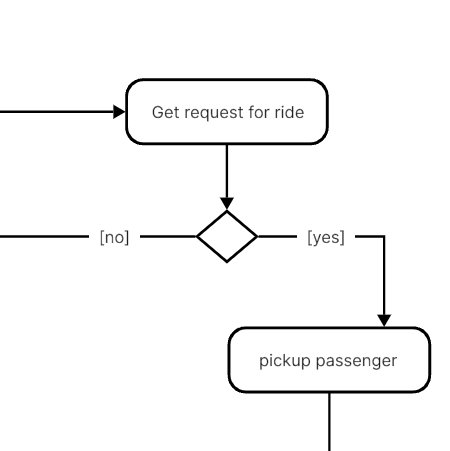 Get request for ride
[no]
[yes]
pickup passenger